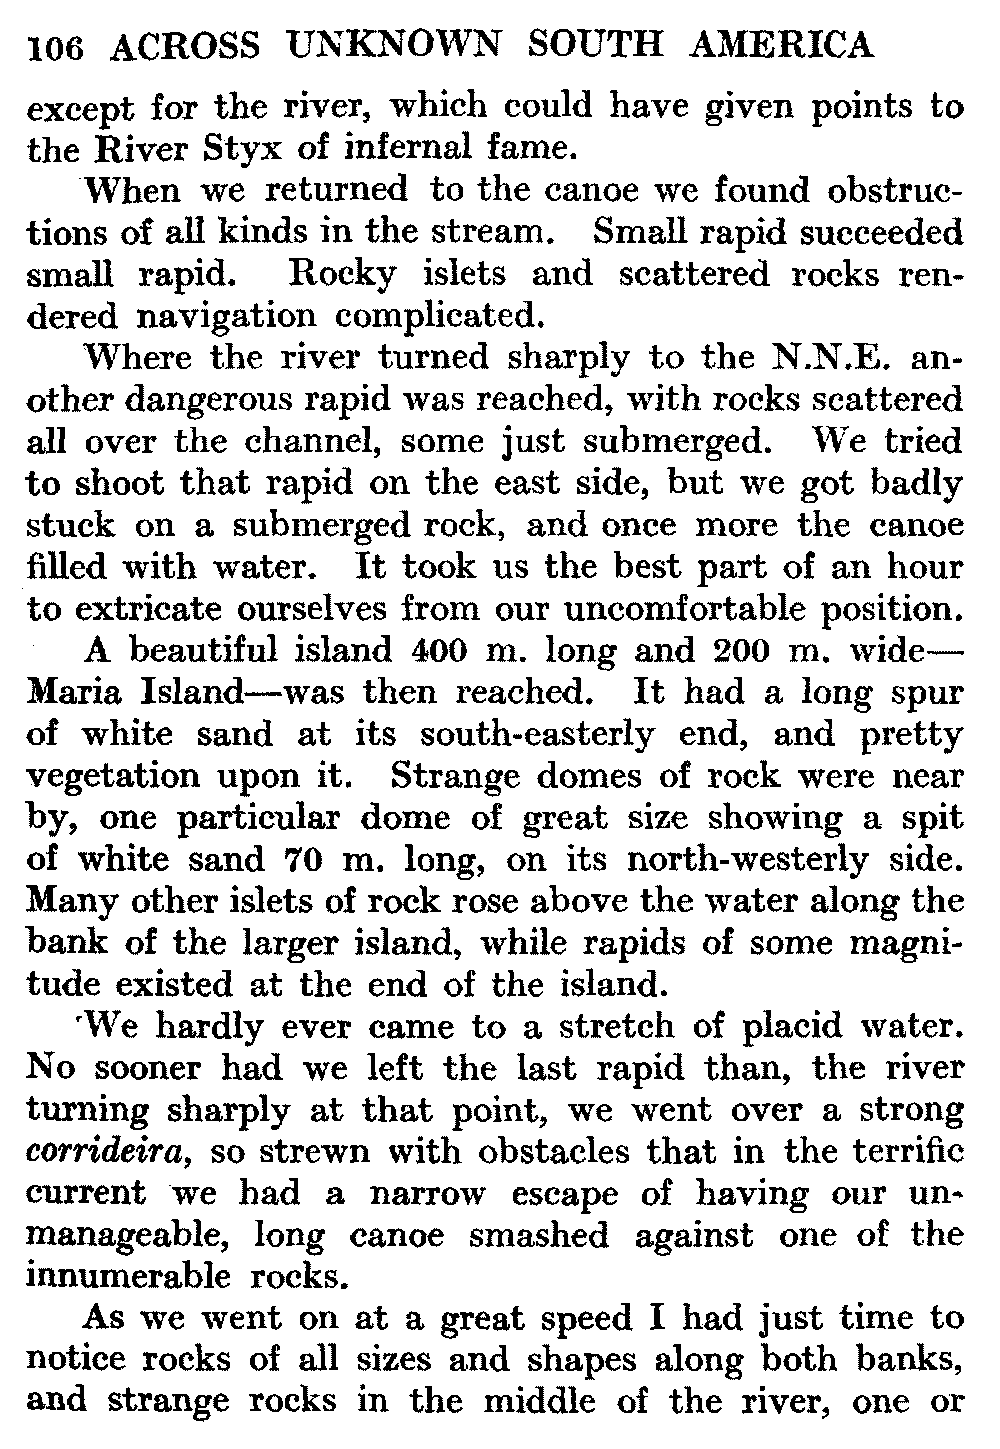 106 ACROSS UNKNOWN SOUTH AMERICA
except for the river, which could have given points to
the River Styx of infernal fame.
When we returned to the canoe we found obstruc-
tions of all kinds in the stream. Small rapid succeeded
small rapid. Rocky islets and scattered rocks ren-
dered navigation complicated.
Where the river turned sharply to the N.N.E. an-
other dangerous rapid was reached, with rocks scattered
all over the channel, some just submerged. We tried
to shoot that rapid on the east side, but we got badly
stuck on a submerged rock, and once more the canoe
filled with water. It took us the best part of an hour
to extricate ourselves from our uncomfortable position.
A beautiful island 400 m. long and 200 m. wide—
Maria Island—was then reached. It had a long spur
of white sand at its south-easterly end, and pretty
vegetation upon it. Strange domes of rock were near
by, one particular dome of great size showing a spit
of white sand 70 m. long, on its north-westerly side.
Many other islets of rock rose above the water along the
bank of the larger island, while rapids of some magni-
tude existed at the end of the island.
We hardly ever came to a stretch of placid water.
No sooner had we left the last rapid than, the river
turning sharply at that point, we went over a strong
corrideira, so strewn with obstacles that in the terrific
current we had a narrow escape of having our un-
manageable, long canoe smashed against one of the
innumerable rocks.
As we went on at a great speed I had just time to
notice rocks of all sizes and shapes along both banks,
and strange rocks in the middle of the river, one or